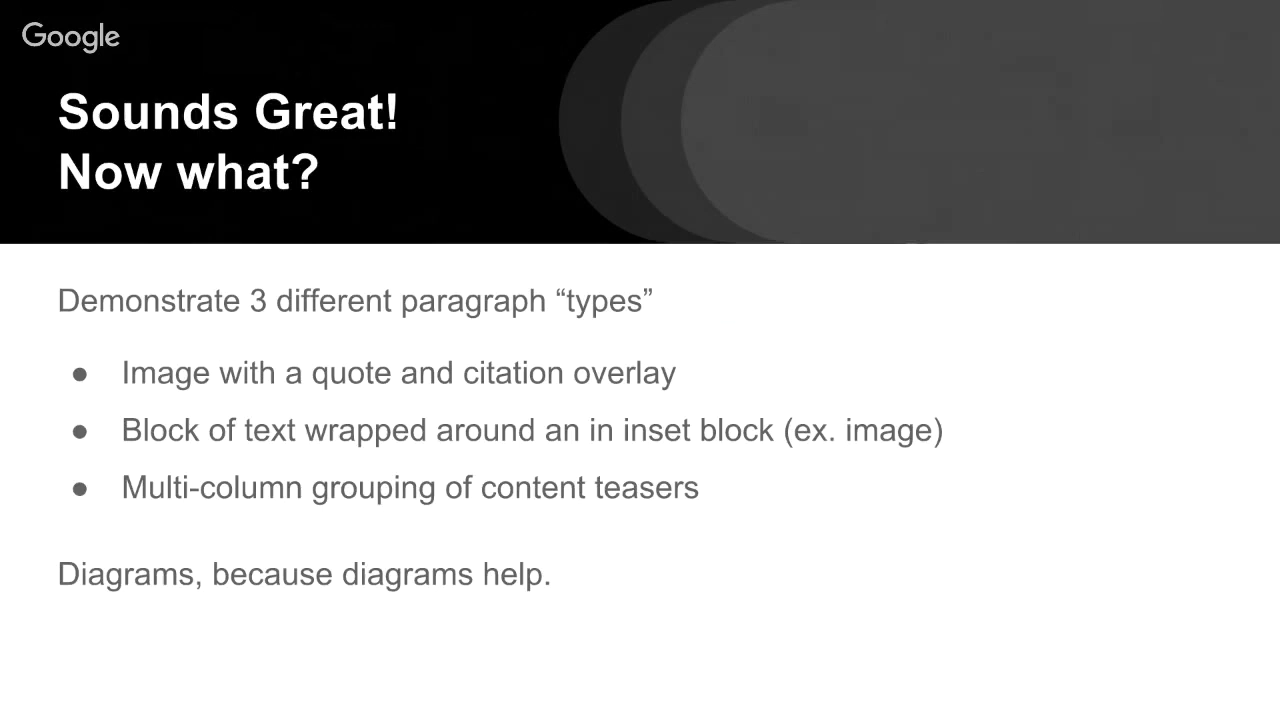 Google
Sounds Great!
Now what?
Demonstrate 3 different paragraph “types”
● Image with a quote and citation overlay
● Block of text wrapped around an in inset block (ex. image)
● Multi-column grouping of content teasers
Diagrams, because diagrams help.